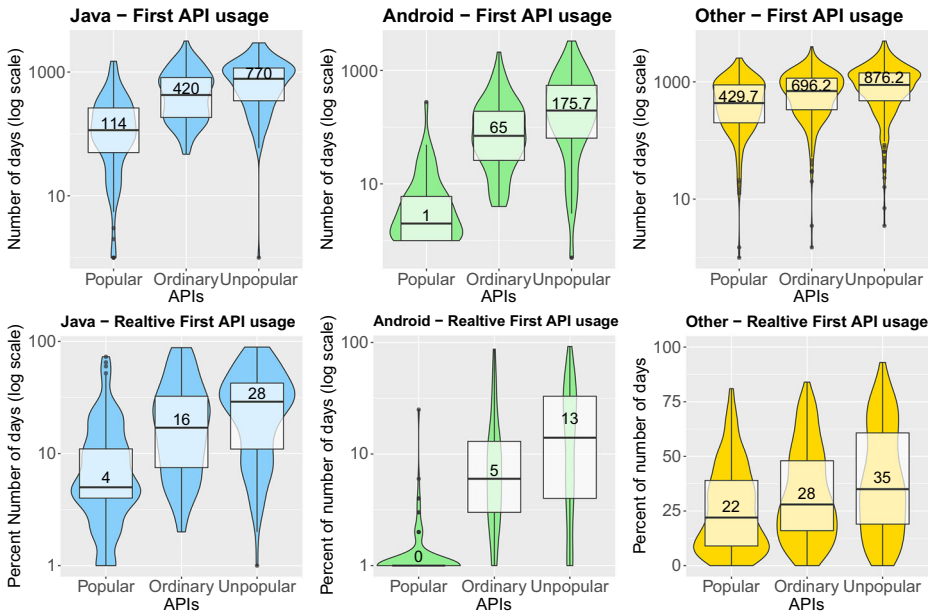 Java − First API usage
Number of days (log scale)
1000
10
114
420
770
Popular
Ordinary
Unpopular
APIs
Android − First API usage
Number of days (log scale)
1000
10
1
65
175.7
Popular
Ordinary
Unpopular
APIs
Other − First API usage
Number of days (log scale)
1000
10
429.7
696.2
876.2
Popular
Ordinary
Unpopular
APIs
Java − Realtive First API usage
Percent Number of days (log scale)
100
10
1
4
16
28
Popular
Ordinary
Unpopular
APIs
Android − Realtive First API usage
Percent of number of days (log scale)
100
10
1
0
5
13
Popular
Ordinary
Unpopular
APIs
Other − Realtive First API usage
Percent of number of days
100
75
50
25
0
22
28
35
Popular
Ordinary
Unpopular
APIs